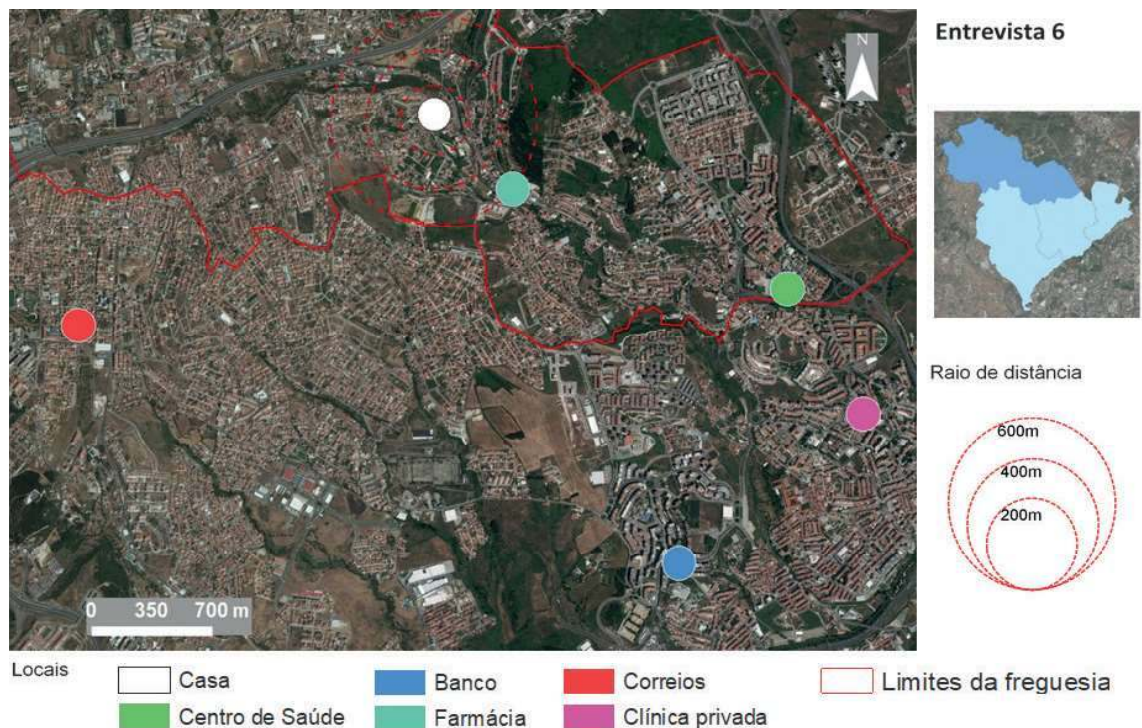 Entrevista 6
N
Raio de distância
600m
400m
200m
0 350 700 m
Locais
Casa
Banco
Correios
Limites da freguesia
Centro de Saúde
Farmácia
Clínica privada